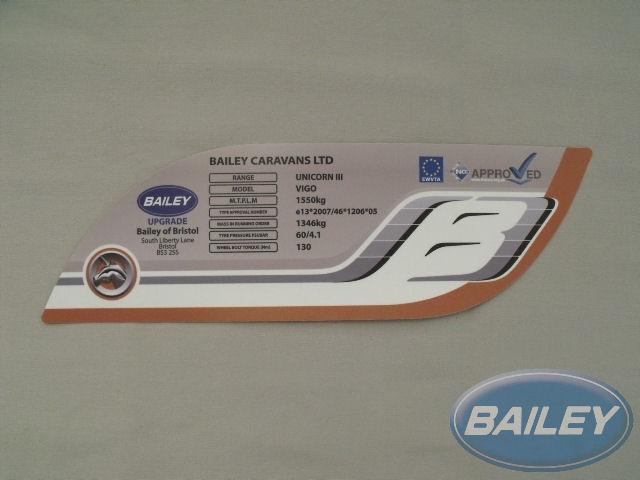 BAILEY CARAVANS LTD
RANGE UNICORN III
MODEL VIGO
M.T.P.L.M 1550kg
TYPE APPROVAL NUMBER e13*2007/46*1206*05
MASS IN RUNNING ORDER 1346kg
TYRE PRESSURE PSI/BAR 60/4.1
WHEEL BOLT TORQUE (Nm) 130
BAILEY
UPGRADE
Bailey of Bristol
South Liberty Lane
Bristol
BS3 2SS
EWVTA
NCC APPROVED
B
BAILEY